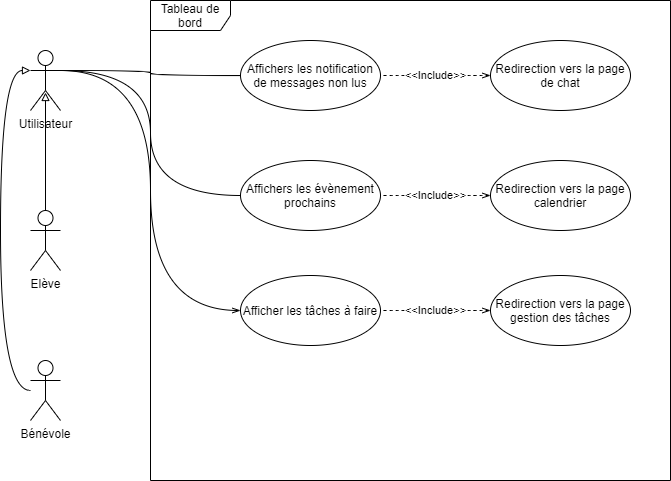 Tableau de
bord
Affichers les notification
de messages non lus
<<Include>>
Redirection vers la page
de chat
Utilisateur
Affichers les évènement
prochains
<<Include>>
Redirection vers la page
calendrier
Elève
Afficher les tâches à faire
<<Include>>
Redirection vers la page
gestion des tâches
Bénévole